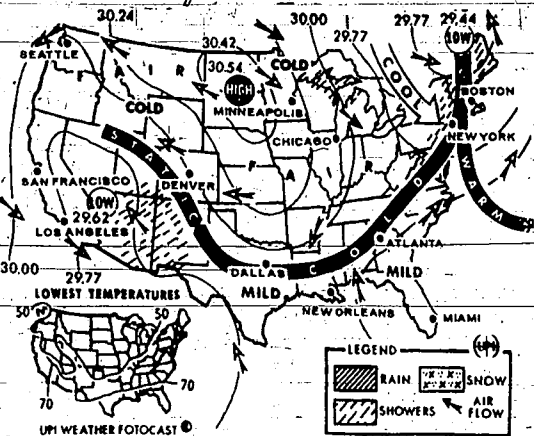 30.24
30.00
29.77
29.44
LOW
30.42
29.77
SEATTLE
F A I R
30.54
COLD
HIGH
COOL
COLD
MINNEAPOLIS
BOSTON
NEW YORK
CHICAGO
STATIC
F A I R
SAN FRANCISCO
DENVER
LOW
29.62
LOS ANGELES
COLD
WARM
ATLANTA
30.00
29.77
DALLAS
MILD
MILD
LOWEST TEMPERATURES
NEW ORLEANS
MIAMI
50
50
70
70
LEGEND
UPI
RAIN
SNOW
SHOWERS
AIR FLOW
UPI WEATHER FOTOCAST